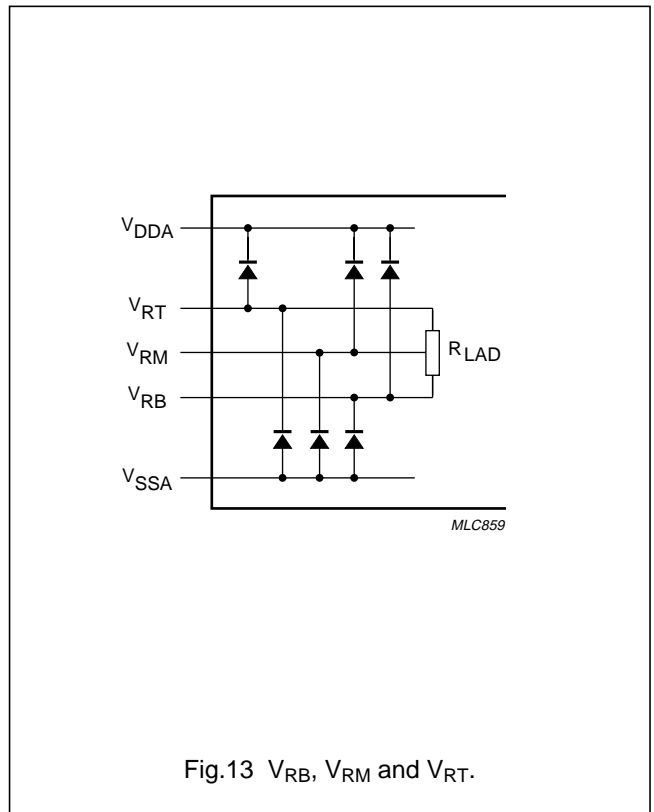 VDDA
VRT
VRM
RLAD
VRB
VSSA
MLC859
Fig.13 VRB, VRM and VRT.